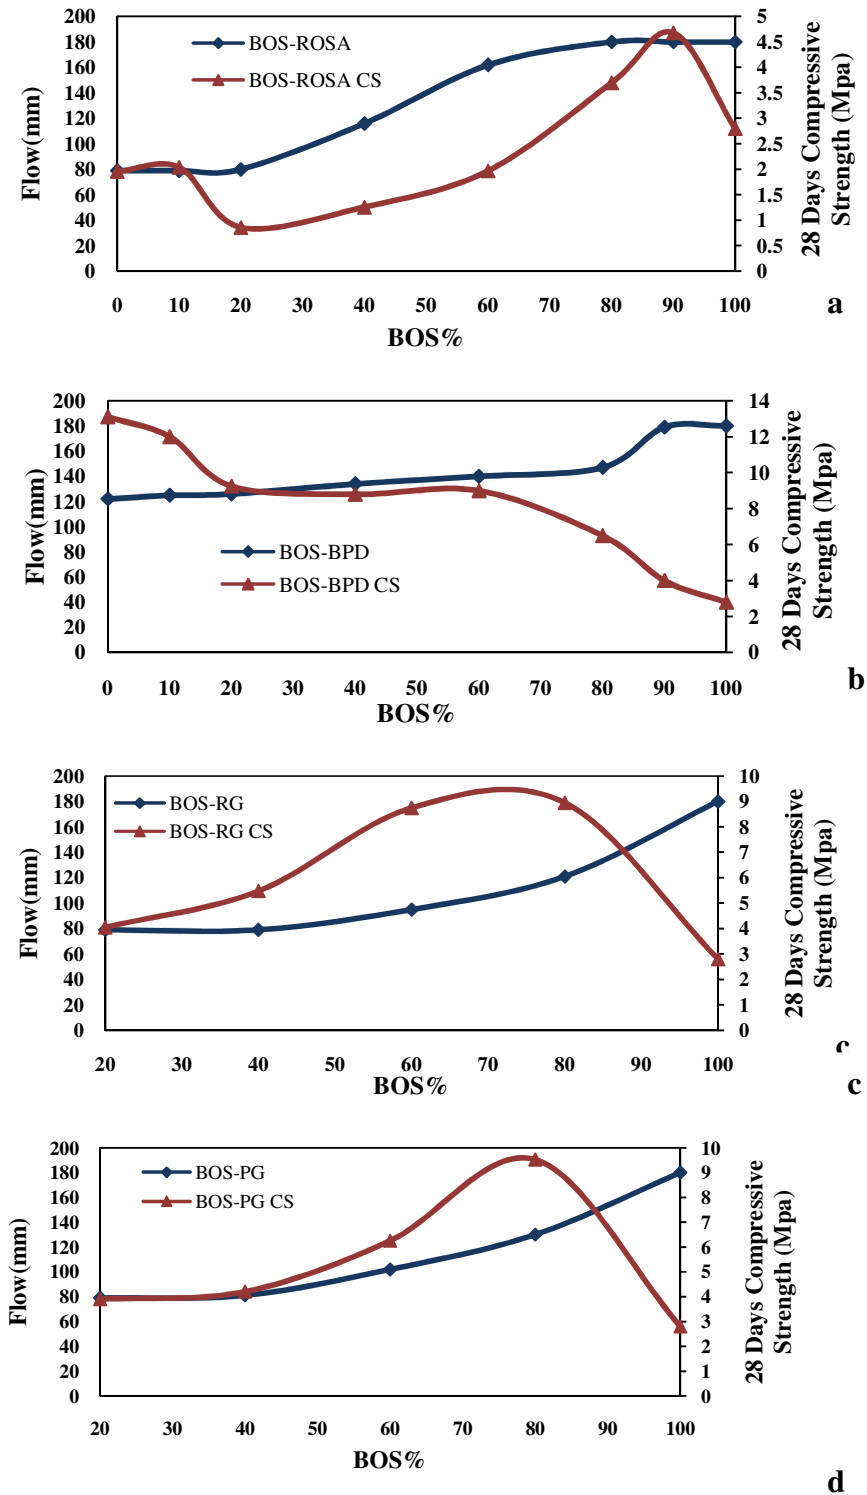 200
180
160
140
120
100
80
60
40
20
0
Flow(mm)
BOS-ROSA
BOS-ROSA CS
5
4.5
4
3.5
3
2.5
2
1.5
1
0.5
0
28 Days Compressive
Strength (Mpa)
0 10 20 30 40 50 60 70 80 90 100
BOS%
a
200
180
160
140
120
100
80
60
40
20
0
Flow(mm)
BOS-BPD
BOS-BPD CS
14
12
10
8
6
4
2
0
28 Days Compressive
Strength (Mpa)
0 10 20 30 40 50 60 70 80 90 100
BOS%
b
200
180
160
140
120
100
80
60
40
20
0
Flow(mm)
BOS-RG
BOS-RG CS
10
9
8
7
6
5
4
3
2
1
0
28 Days Compressive
Strength (Mpa)
20 30 40 50 60 70 80 90 100
BOS%
c
c
200
180
160
140
120
100
80
60
40
20
0
Flow(mm)
BOS-PG
BOS-PG CS
10
9
8
7
6
5
4
3
2
1
0
28 Days Compressive
Strength (Mpa)
20 30 40 50 60 70 80 90 100
BOS%
d